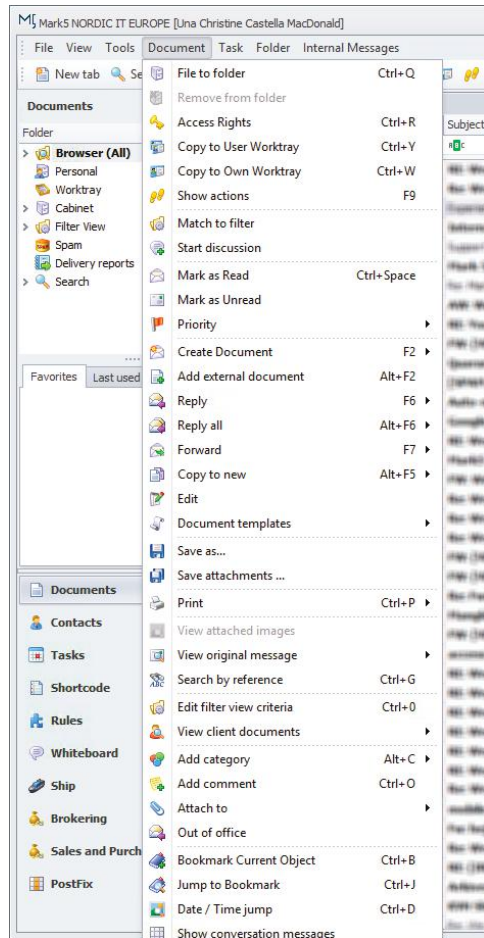 Mark5 NORDIC IT EUROPE [Una Christine Castella MacDonald]
File View Tools Document Task Folder Internal Messages
New tab Se
Documents
Folder
Browser (All)
Personal
Worktray
Cabinet
Filter View
Spam
Delivery reports
Search
Favorites Last used
Documents
Contacts
Tasks
Shortcode
Rules
Whiteboard
Ship
Brokering
Sales and Purch
PostFix
File to folder Ctrl+Q
Remove from folder
Access Rights Ctrl+R
Copy to User Worktray Ctrl+Y
Copy to Own Worktray Ctrl+W
Show actions F9
Match to filter
Start discussion
Mark as Read Ctrl+Space
Mark as Unread
Priority
Create Document F2
Add external document Alt+F2
Reply F6
Reply all Alt+F6
Forward F7
Copy to new Alt+F5
Edit
Document templates
Save as...
Save attachments ...
Print Ctrl+P
View attached images
View original message
Search by reference Ctrl+G
Edit filter view criteria Ctrl+0
View client documents
Add category Alt+C
Add comment Ctrl+O
Attach to
Out of office
Bookmark Current Object Ctrl+B
Jump to Bookmark Ctrl+J
Date / Time jump Ctrl+D
Show conversation messages
Subject